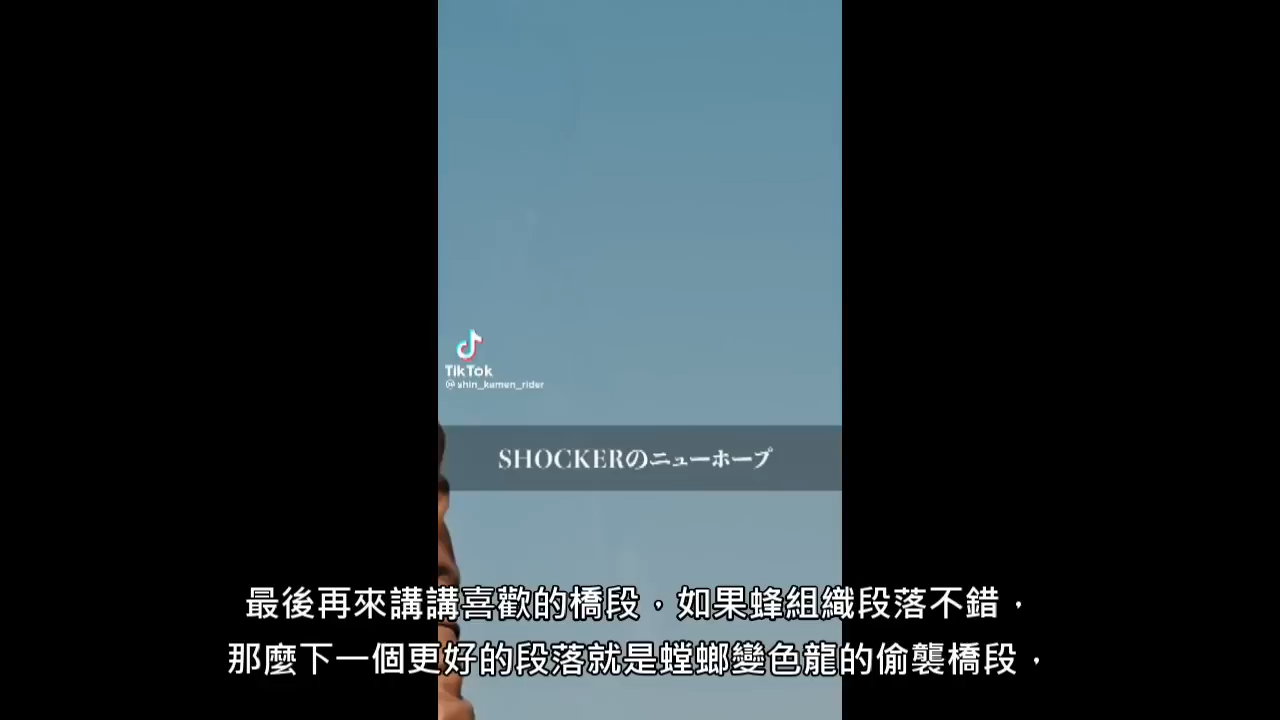 TikTok
@shin_kamen_rider
SHOCKERのニューホープ
最後再來講講喜歡的橋段，如果蜂組織段落不錯，
那麼下一個更好的段落就是螳螂變色龍的偷襲橋段，